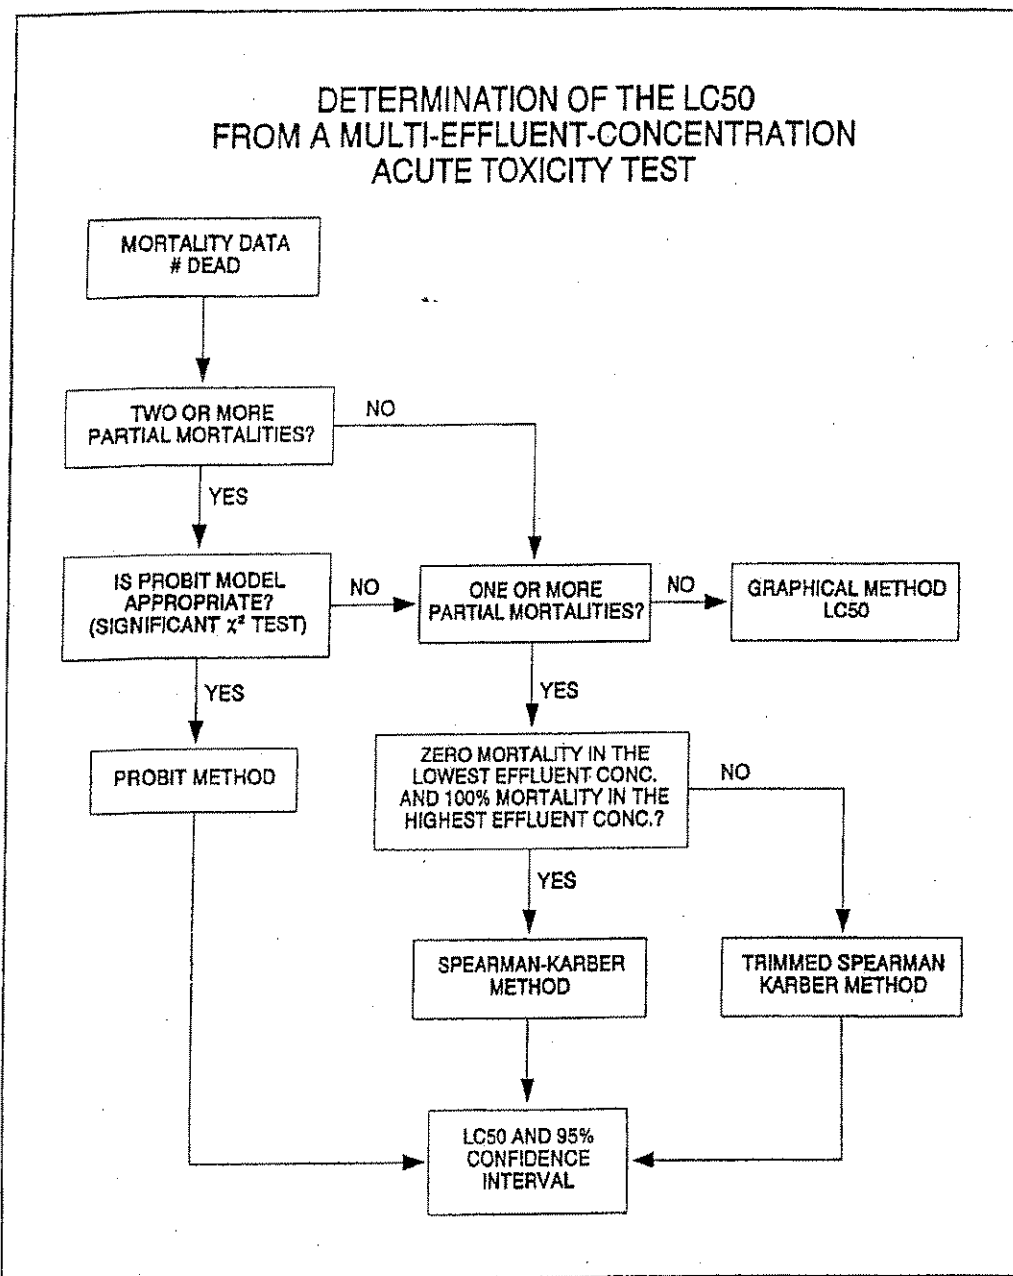 DETERMINATION OF THE LC50
FROM A MULTI-EFFLUENT-CONCENTRATION
ACUTE TOXICITY TEST
MORTALITY DATA
# DEAD
TWO OR MORE
PARTIAL MORTALITIES?
NO
YES
IS PROBIT MODEL
APPROPRIATE?
(SIGNIFICANT χ² TEST)
NO
ONE OR MORE
PARTIAL MORTALITIES?
NO
GRAPHICAL METHOD
LC50
YES
YES
PROBIT METHOD
ZERO MORTALITY IN THE
LOWEST EFFLUENT CONC.
AND 100% MORTALITY IN THE
HIGHEST EFFLUENT CONC.?
NO
YES
SPEARMAN-KARBER
METHOD
TRIMMED SPEARMAN
KARBER METHOD
LC50 AND 95%
CONFIDENCE
INTERVAL